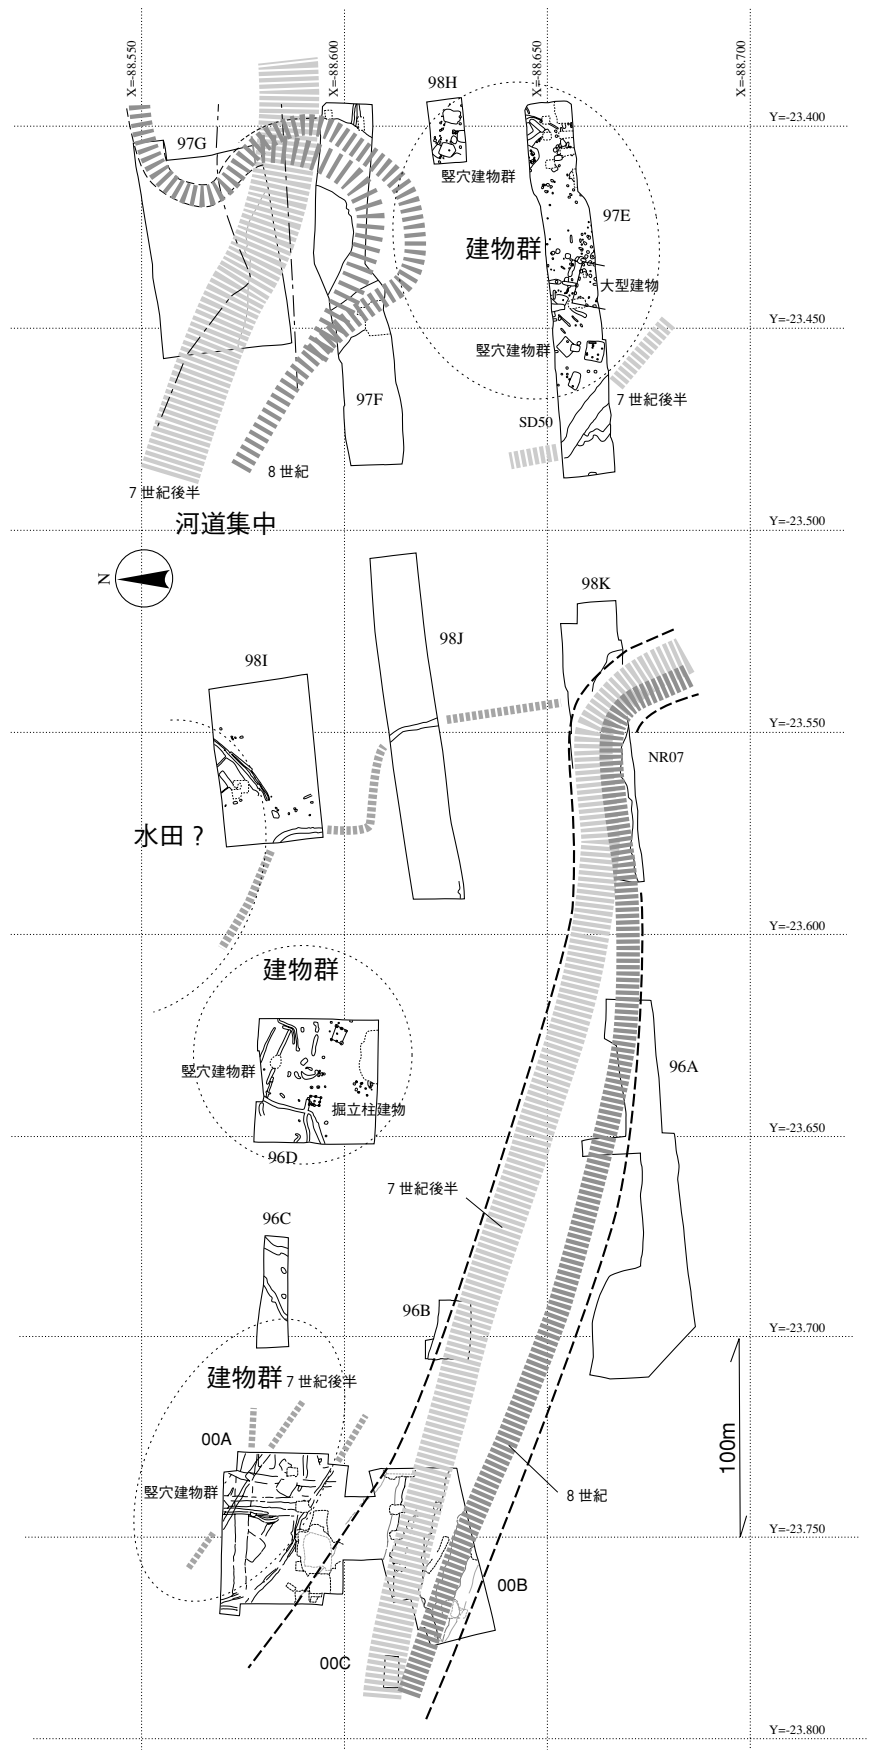 X=-88.550
X=-88.600
X=-88.650
X=-88.700
98H
Y=-23.400
97G
竪穴建物群
97E
建物群
大型建物
Y=-23.450
竪穴建物群
97F
7世紀後半
SD50
8世紀
7世紀後半
河道集中
Y=-23.500
N
98K
98J
98I
Y=-23.550
NR07
水田?
Y=-23.600
建物群
96A
竪穴建物群
掘立柱建物
Y=-23.650
96D
7世紀後半
96C
96B
Y=-23.700
建物群 7世紀後半
00A
100m
竪穴建物群
8世紀
Y=-23.750
00B
00C
Y=-23.800